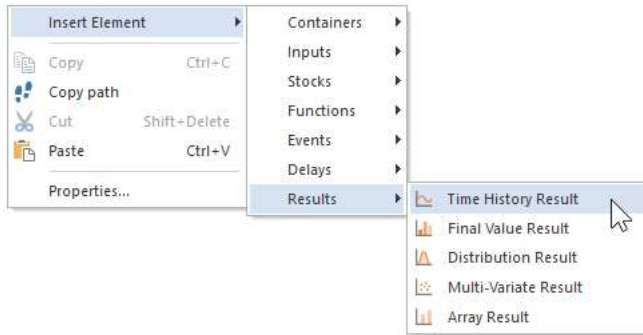 Insert Element
Copy Ctrl+C
Copy path
Cut Shift+Delete
Paste Ctrl+V
Properties...
Containers
Inputs
Stocks
Functions
Events
Delays
Results
Time History Result
Final Value Result
Distribution Result
Multi-Variate Result
Array Result